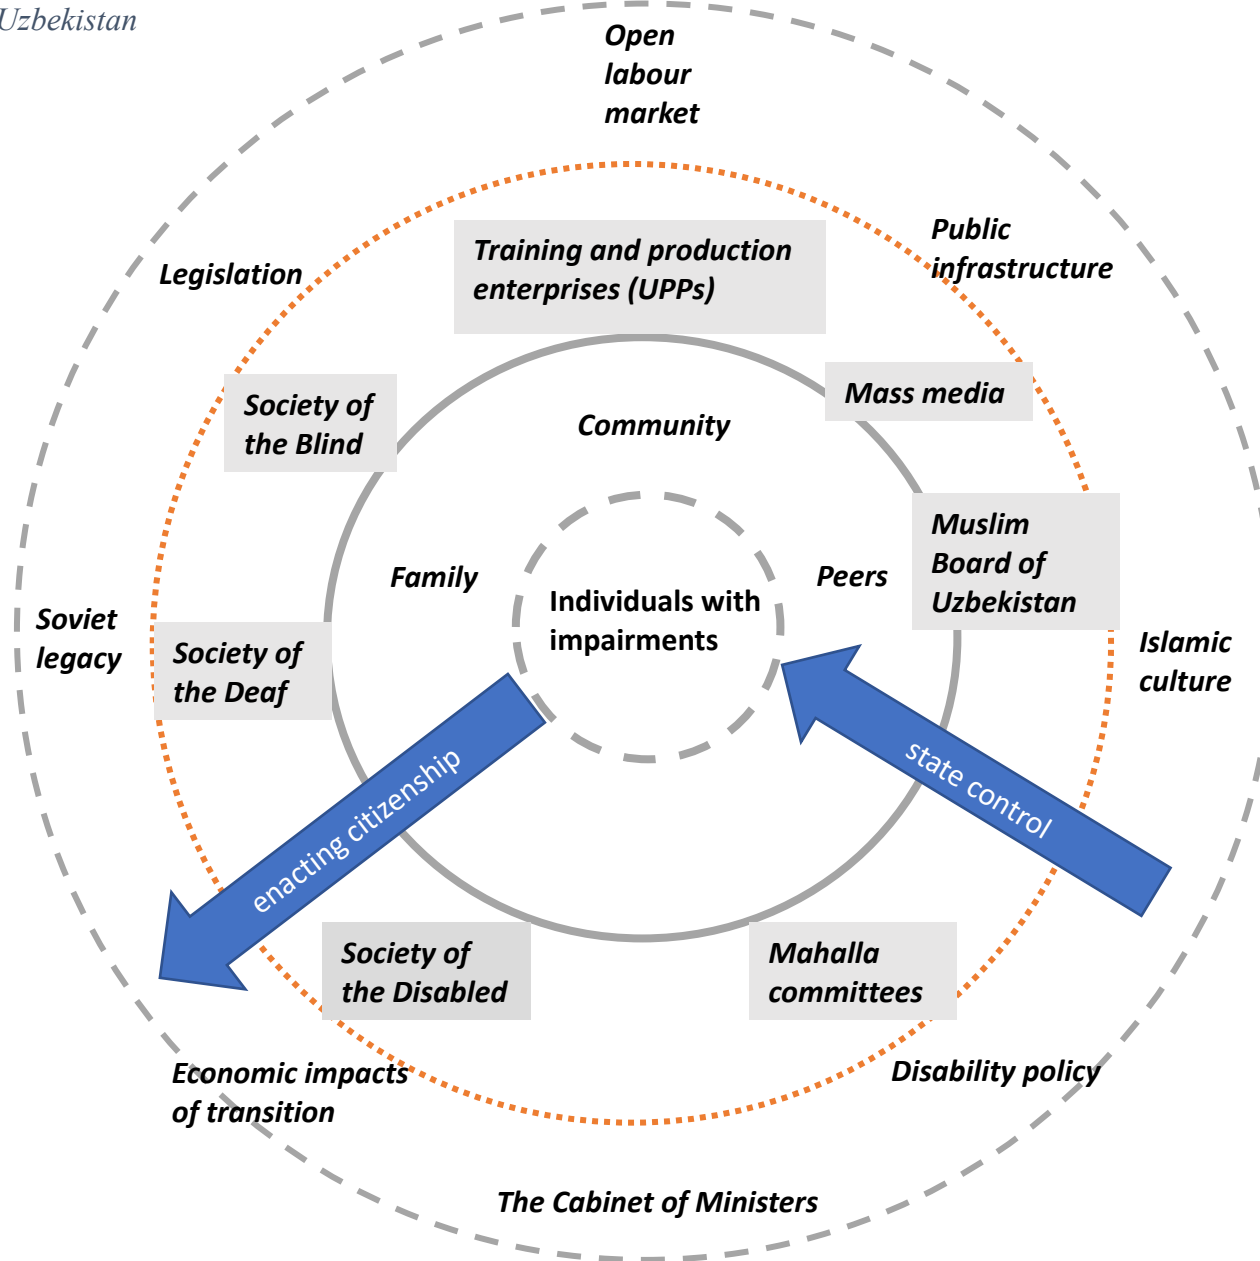 Uzbekistan
Open
labour
market
Public
infrastructure
Legislation
Training and production
enterprises (UPPs)
Mass media
Society of
the Blind
Community
Muslim
Board of
Uzbekistan
Family
Peers
Individuals with
impairments
Soviet
legacy
Society of
the Deaf
Islamic
culture
enacting citizenship
state control
Society of
the Disabled
Mahalla
committees
Economic impacts
of transition
Disability policy
The Cabinet of Ministers